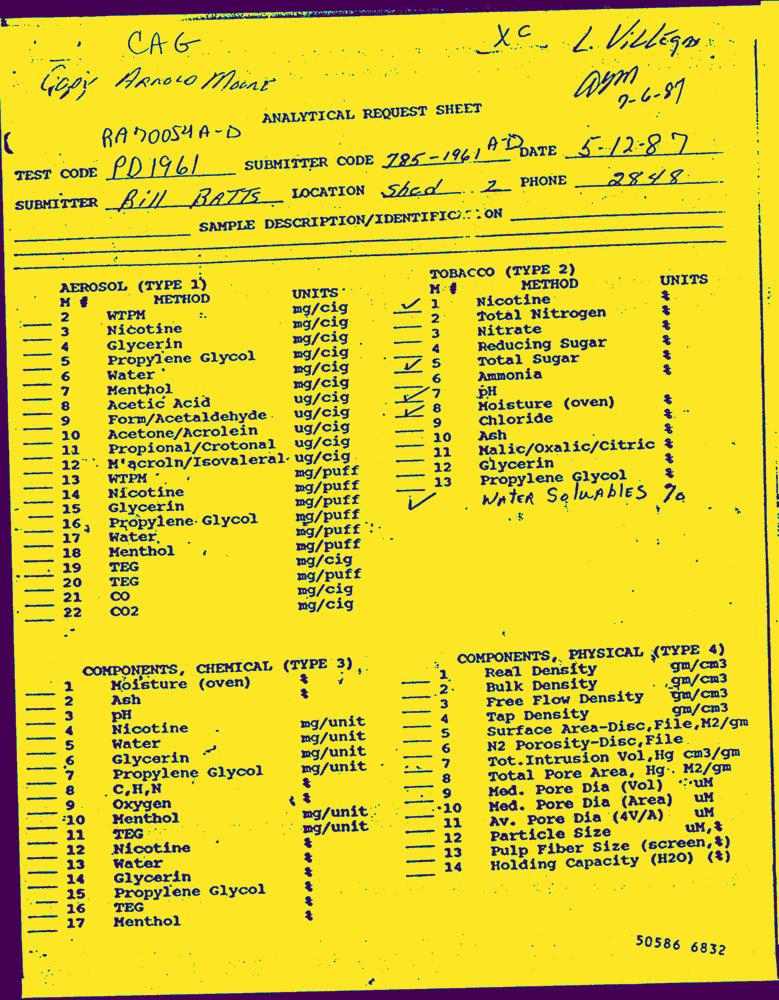 CAG XC L. Villegas
Copy Arnold Moore aym
7-6-87
ANALYTICAL REQUEST SHEET
RA70054A-D
TEST CODE PD1961 SUBMITTER CODE 785-1961 A-D DATE 5-12-87
SUBMITTER Bill BATTS LOCATION Shed 2 PHONE 2848
SAMPLE DESCRIPTION/IDENTIFIC ON
AEROSOL (TYPE 1)
M # METHOD UNITS
2 WTPM mg/cig
3 Nicotine mg/cig
4 Glycerin mg/cig
5 Propylene Glycol mg/cig
6 Water mg/cig
7 Menthol mg/cig
8 Acetic Acid ug/cig
9 Form/Acetaldehyde ug/cig
10 Acetone/Acrolein ug/cig
11 Propional/Crotonal ug/cig
12 M'acroln/Isovaleral ug/cig
13 WTPM mg/puff
14 Nicotine mg/puff
15 Glycerin mg/puff
16 Propylene Glycol mg/puff
17 Water mg/puff
18 Menthol mg/puff
19 TEG mg/cig
20 TEG mg/puff
21 CO mg/cig
22 CO2 mg/cig
TOBACCO (TYPE 2)
M # METHOD UNITS
✓ 1 Nicotine %
2 Total Nitrogen %
3 Nitrate %
4 Reducing Sugar %
✓ 5 Total Sugar %
6 Ammonia %
✓ 7 pH
✓ 8 Moisture (oven) %
9 Chloride %
10 Ash %
11 Malic/Oxalic/Citric %
12 Glycerin %
13 Propylene Glycol %
✓ WATER Soluables %
COMPONENTS, CHEMICAL (TYPE 3)
1 Moisture (oven) %
2 Ash %
3 pH
4 Nicotine mg/unit
5 Water mg/unit
6 Glycerin mg/unit
7 Propylene Glycol mg/unit
8 C,H,N %
9 Oxygen %
10 Menthol mg/unit
11 TEG mg/unit
12 Nicotine %
13 Water %
14 Glycerin %
15 Propylene Glycol %
16 TEG %
17 Menthol %
COMPONENTS, PHYSICAL (TYPE 4)
1 Real Density gm/cm3
2 Bulk Density gm/cm3
3 Free Flow Density gm/cm3
4 Tap Density gm/cm3
5 Surface Area-Disc,File,M2/gm
6 N2 Porosity-Disc,File
7 Tot.Intrusion Vol,Hg cm3/gm
8 Total Pore Area, Hg M2/gm
9 Med. Pore Dia (Vol) uM
10 Med. Pore Dia (Area) uM
11 Av. Pore Dia (4V/A) uM
12 Particle Size uM,%
13 Pulp Fiber Size (screen,%)
14 Holding Capacity (H2O) (%)
50586 6832